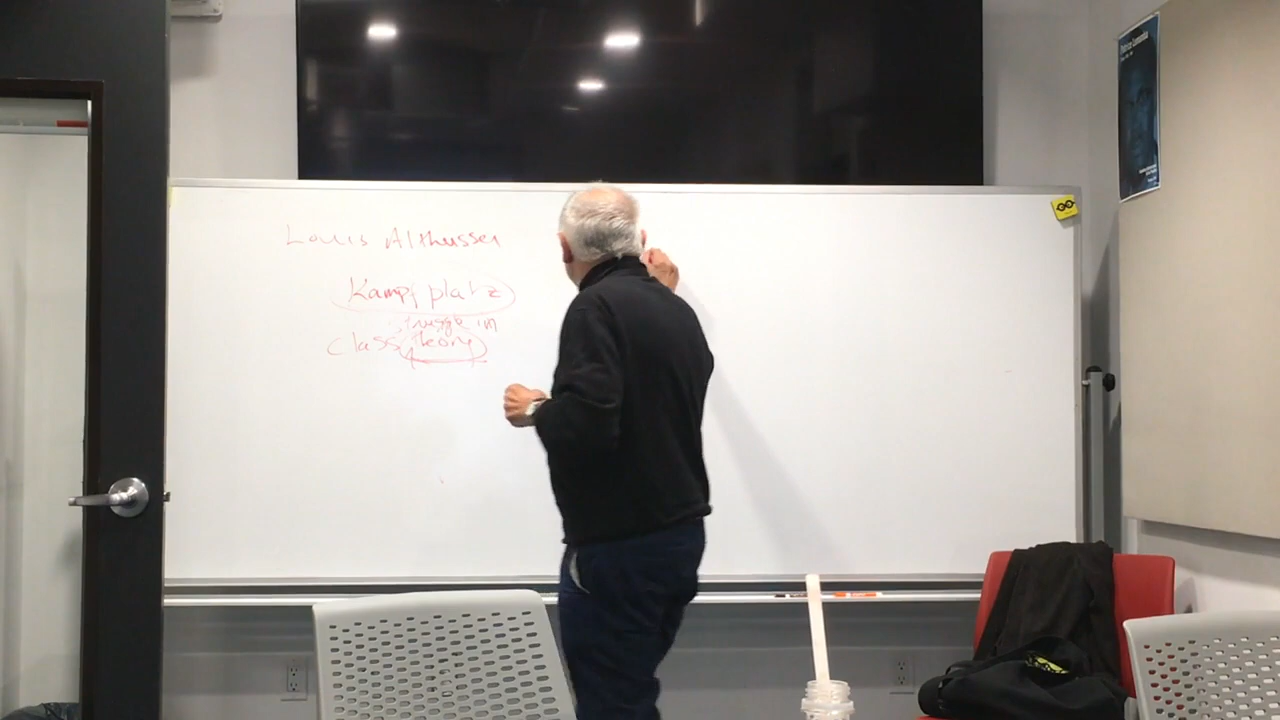 Louis Althusser
Kampfplatz
struggle in
class theory